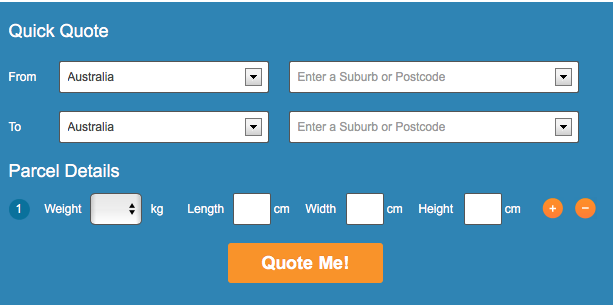 Quick Quote
From Australia Enter a Suburb or Postcode
To Australia Enter a Suburb or Postcode
Parcel Details
1 Weight kg Length cm Width cm Height cm + −
Quote Me!